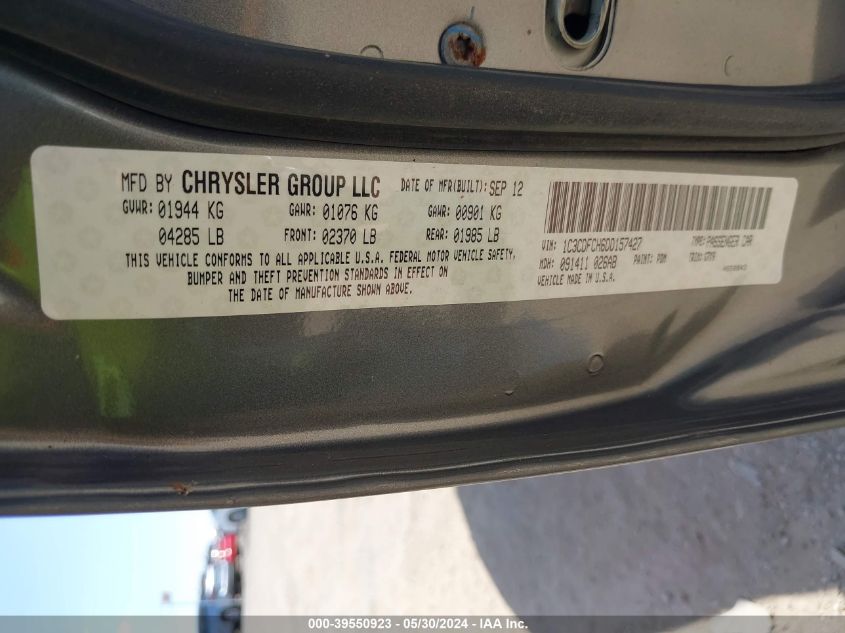 MFD BY CHRYSLER GROUP LLC DATE OF MFR(BUILT): SEP 12
GVWR: 01944 KG GAWR: 01076 KG GAWR: 00901 KG
04285 LB FRONT: 02370 LB REAR: 01985 LB
THIS VEHICLE CONFORMS TO ALL APPLICABLE U.S.A. FEDERAL MOTOR VEHICLE SAFETY,
BUMPER AND THEFT PREVENTION STANDARDS IN EFFECT ON
THE DATE OF MANUFACTURE SHOWN ABOVE.
VIN: 1C3CDFCH6DD157427 TYPE: PASSENGER CAR
MDH: 091411 026AB PAINT: PDM TRIM:
VEHICLE MADE IN U.S.A.
000-39550923 / 05/30/2024 - IAA Inc.